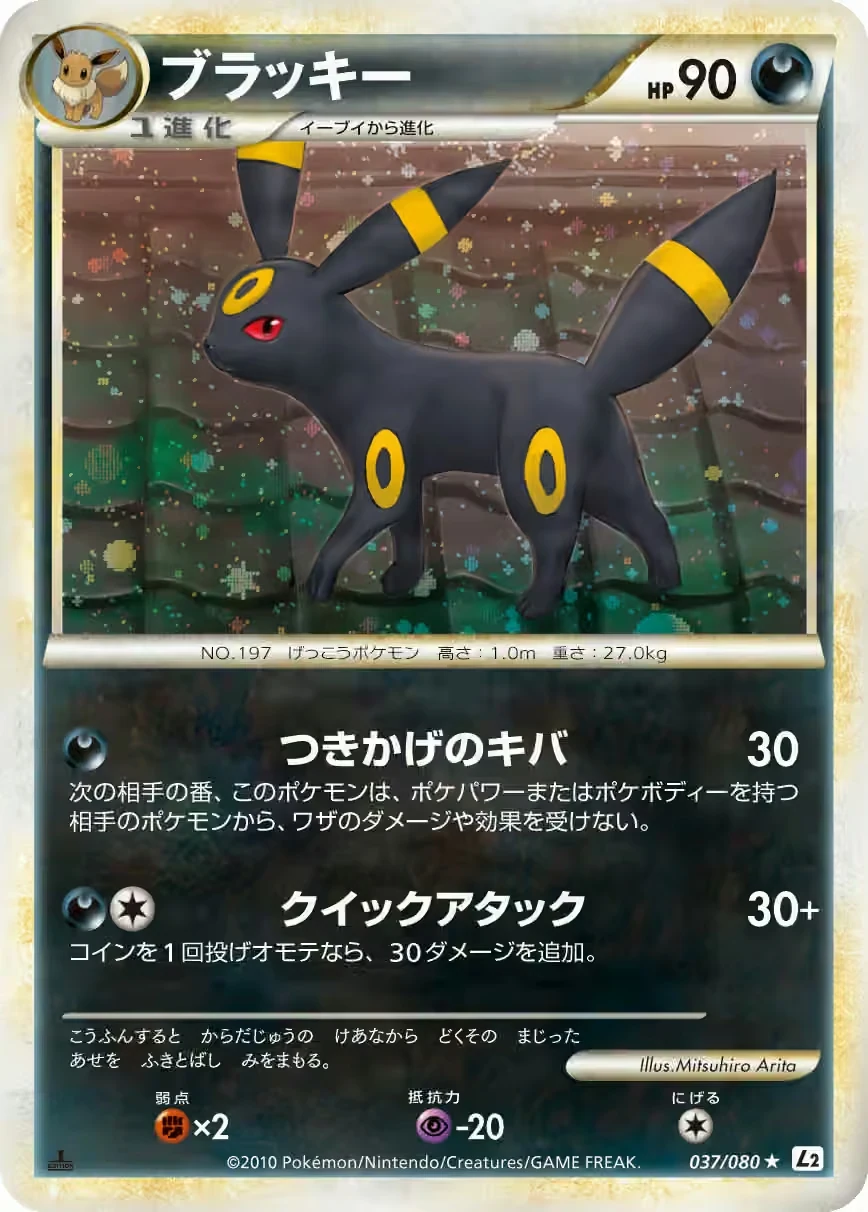 ブラッキー
HP90
1進化
イーブイから進化
NO.197 げっこうポケモン 高さ：1.0m 重さ：27.0kg
つきかげのキバ 30
次の相手の番、このポケモンは、ポケパワーまたはポケボディーを持つ
相手のポケモンから、ワザのダメージや効果を受けない。
クイックアタック 30+
コインを1回投げオモテなら、30ダメージを追加。
こうふんすると からだじゅうの けあなから どくその まじった
あせを ふきとばし みをまもる。
Illus.Mitsuhiro Arita
弱点 抵抗力 にげる
×2 -20
1 EDITION
©2010 Pokémon/Nintendo/Creatures/GAME FREAK. 037/080 ★ L2